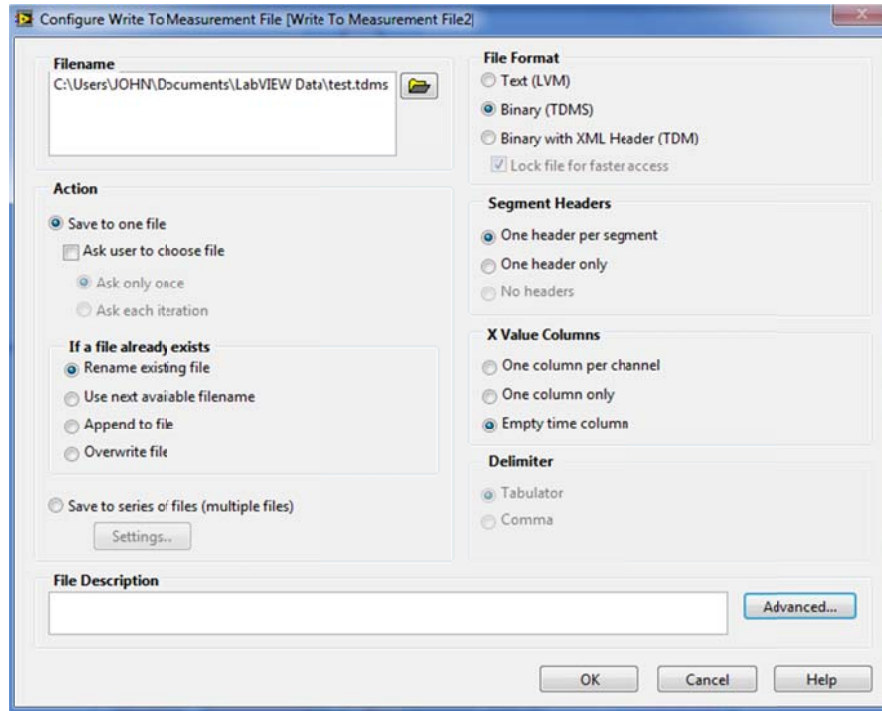 Configure Write To Measurement File [Write To Measurement File2]
Filename
C:\Users\JOHN\Documents\LabVIEW Data\test.tdms
Action
Save to one file
Ask user to choose file
Ask only once
Ask each iteration
If a file already exists
Rename existing file
Use next available filename
Append to file
Overwrite file
Save to series of files (multiple files)
Settings..
File Format
Text (LVM)
Binary (TDMS)
Binary with XML Header (TDM)
Lock file for faster access
Segment Headers
One header per segment
One header only
No headers
X Value Columns
One column per channel
One column only
Empty time column
Delimiter
Tabulator
Comma
File Description
Advanced...
OK
Cancel
Help